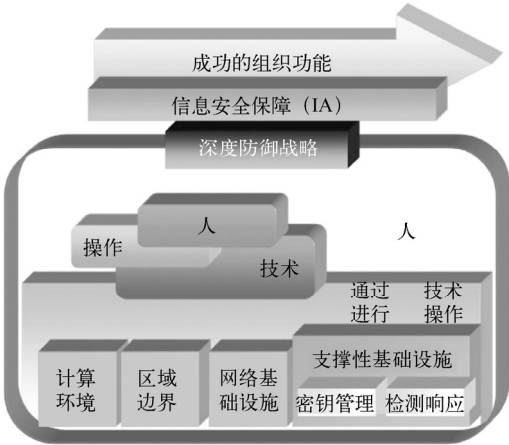 成功的组织功能
信息安全保障（IA）
深度防御战略
人
操作
技术
人
通过 技术
进行 操作
计算
环境
区域
边界
网络基
础设施
支撑性基础设施
密钥管理 检测响应